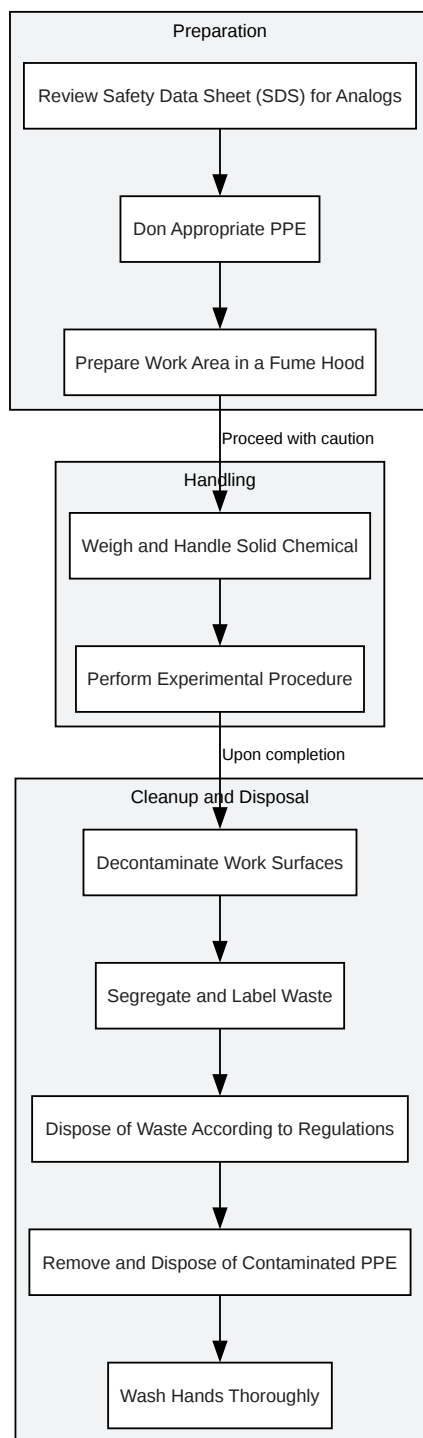 Preparation
Review Safety Data Sheet (SDS) for Analogs
Don Appropriate PPE
Prepare Work Area in a Fume Hood
Proceed with caution
Handling
Weigh and Handle Solid Chemical
Perform Experimental Procedure
Upon completion
Cleanup and Disposal
Decontaminate Work Surfaces
Segregate and Label Waste
Dispose of Waste According to Regulations
Remove and Dispose of Contaminated PPE
Wash Hands Thoroughly